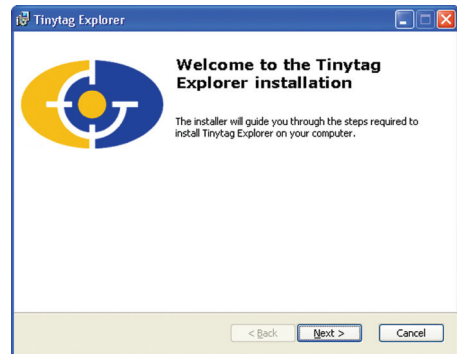 Tinytag Explorer
Welcome to the Tinytag
Explorer installation
The installer will guide you through the steps required to
install Tinytag Explorer on your computer.
< Back
Next >
Cancel